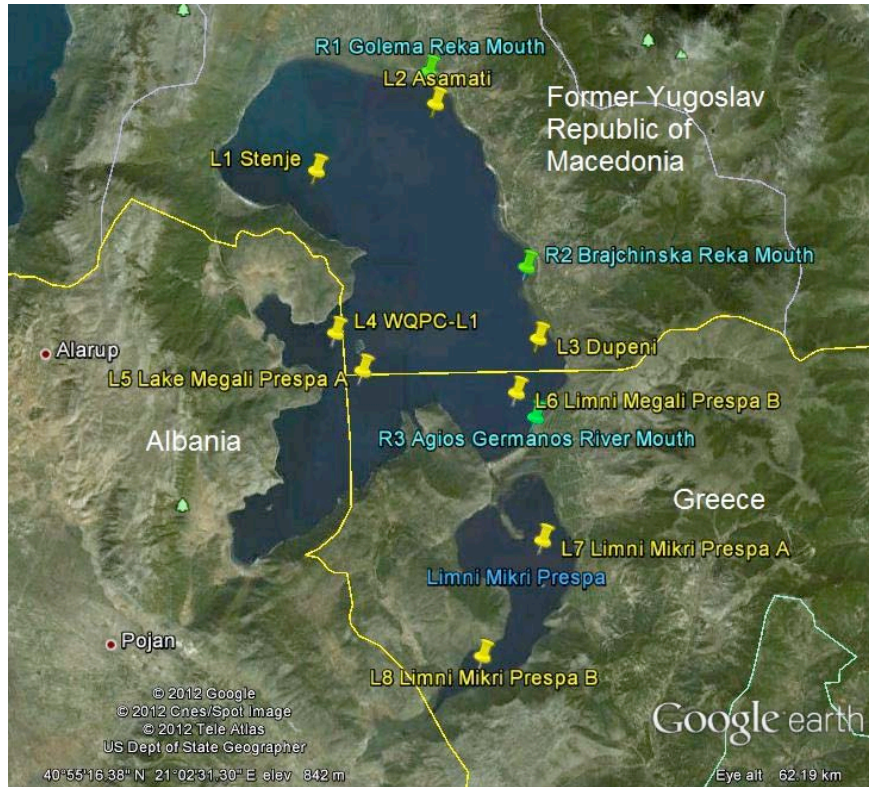 R1 Golema Reka Mouth
L2 Asamati
Former Yugoslav
Republic of
Macedonia
L1 Stenje
R2 Brajchinska Reka Mouth
L4 WQPC-L1
L3 Dupeni
Alarup
L5 Lake Megali Prespa A
L6 Limni Megali Prespa B
Albania
R3 Agios Germanos River Mouth
Greece
L7 Limni Mikri Prespa A
Limni Mikri Prespa
Pojan
L8 Limni Mikri Prespa B
© 2012 Google
© 2012 Cnes/Spot Image
© 2012 Tele Atlas
US Dept of State Geographer
Google earth
40°55'16.38" N 21°02'31.30" E elev 842 m
Eye alt 62.19 km